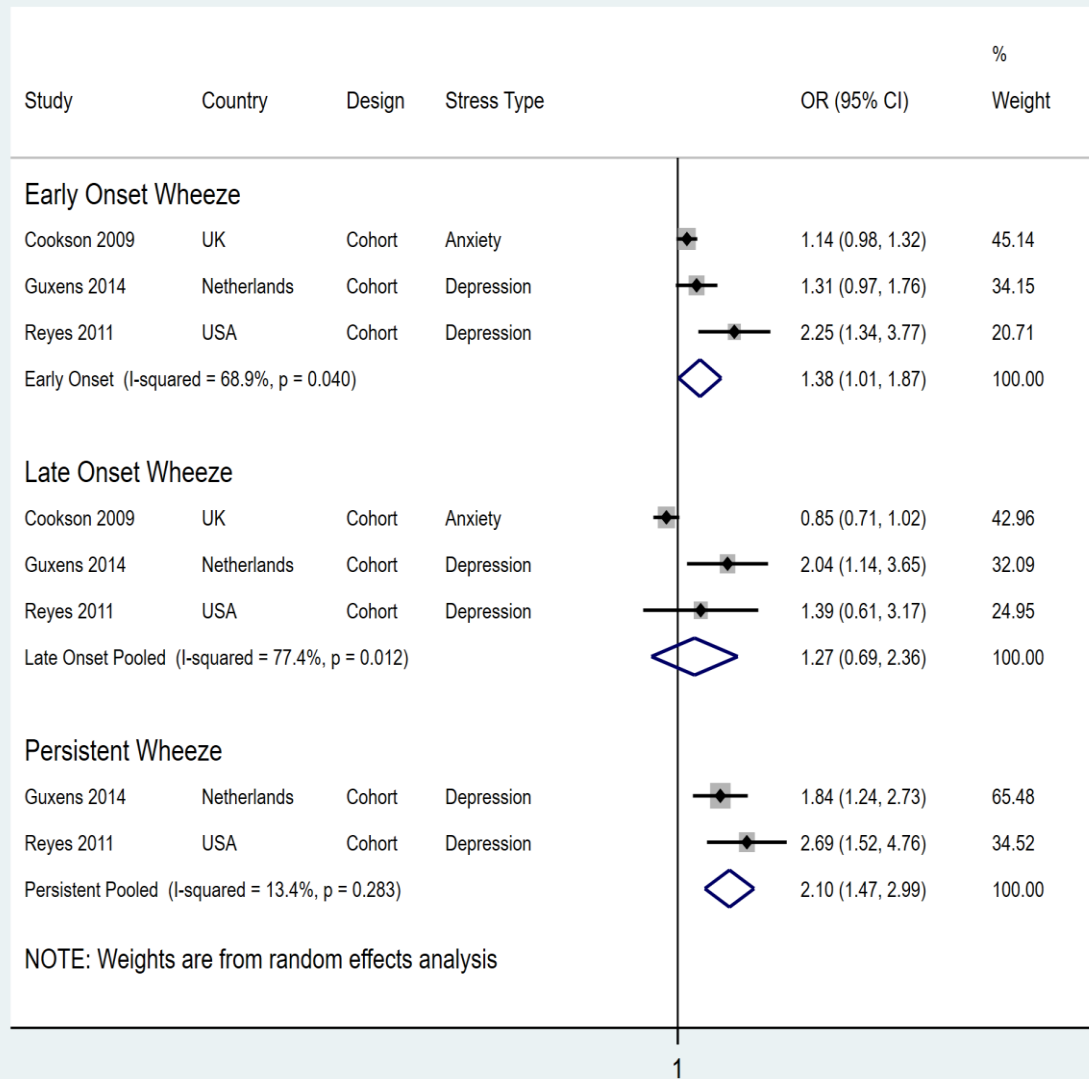 %
Study Country Design Stress Type OR (95% CI) Weight
Early Onset Wheeze
Cookson 2009 UK Cohort Anxiety 1.14 (0.98, 1.32) 45.14
Guxens 2014 Netherlands Cohort Depression 1.31 (0.97, 1.76) 34.15
Reyes 2011 USA Cohort Depression 2.25 (1.34, 3.77) 20.71
Early Onset (I-squared = 68.9%, p = 0.040) 1.38 (1.01, 1.87) 100.00
Late Onset Wheeze
Cookson 2009 UK Cohort Anxiety 0.85 (0.71, 1.02) 42.96
Guxens 2014 Netherlands Cohort Depression 2.04 (1.14, 3.65) 32.09
Reyes 2011 USA Cohort Depression 1.39 (0.61, 3.17) 24.95
Late Onset Pooled (I-squared = 77.4%, p = 0.012) 1.27 (0.69, 2.36) 100.00
Persistent Wheeze
Guxens 2014 Netherlands Cohort Depression 1.84 (1.24, 2.73) 65.48
Reyes 2011 USA Cohort Depression 2.69 (1.52, 4.76) 34.52
Persistent Pooled (I-squared = 13.4%, p = 0.283) 2.10 (1.47, 2.99) 100.00
NOTE: Weights are from random effects analysis
1